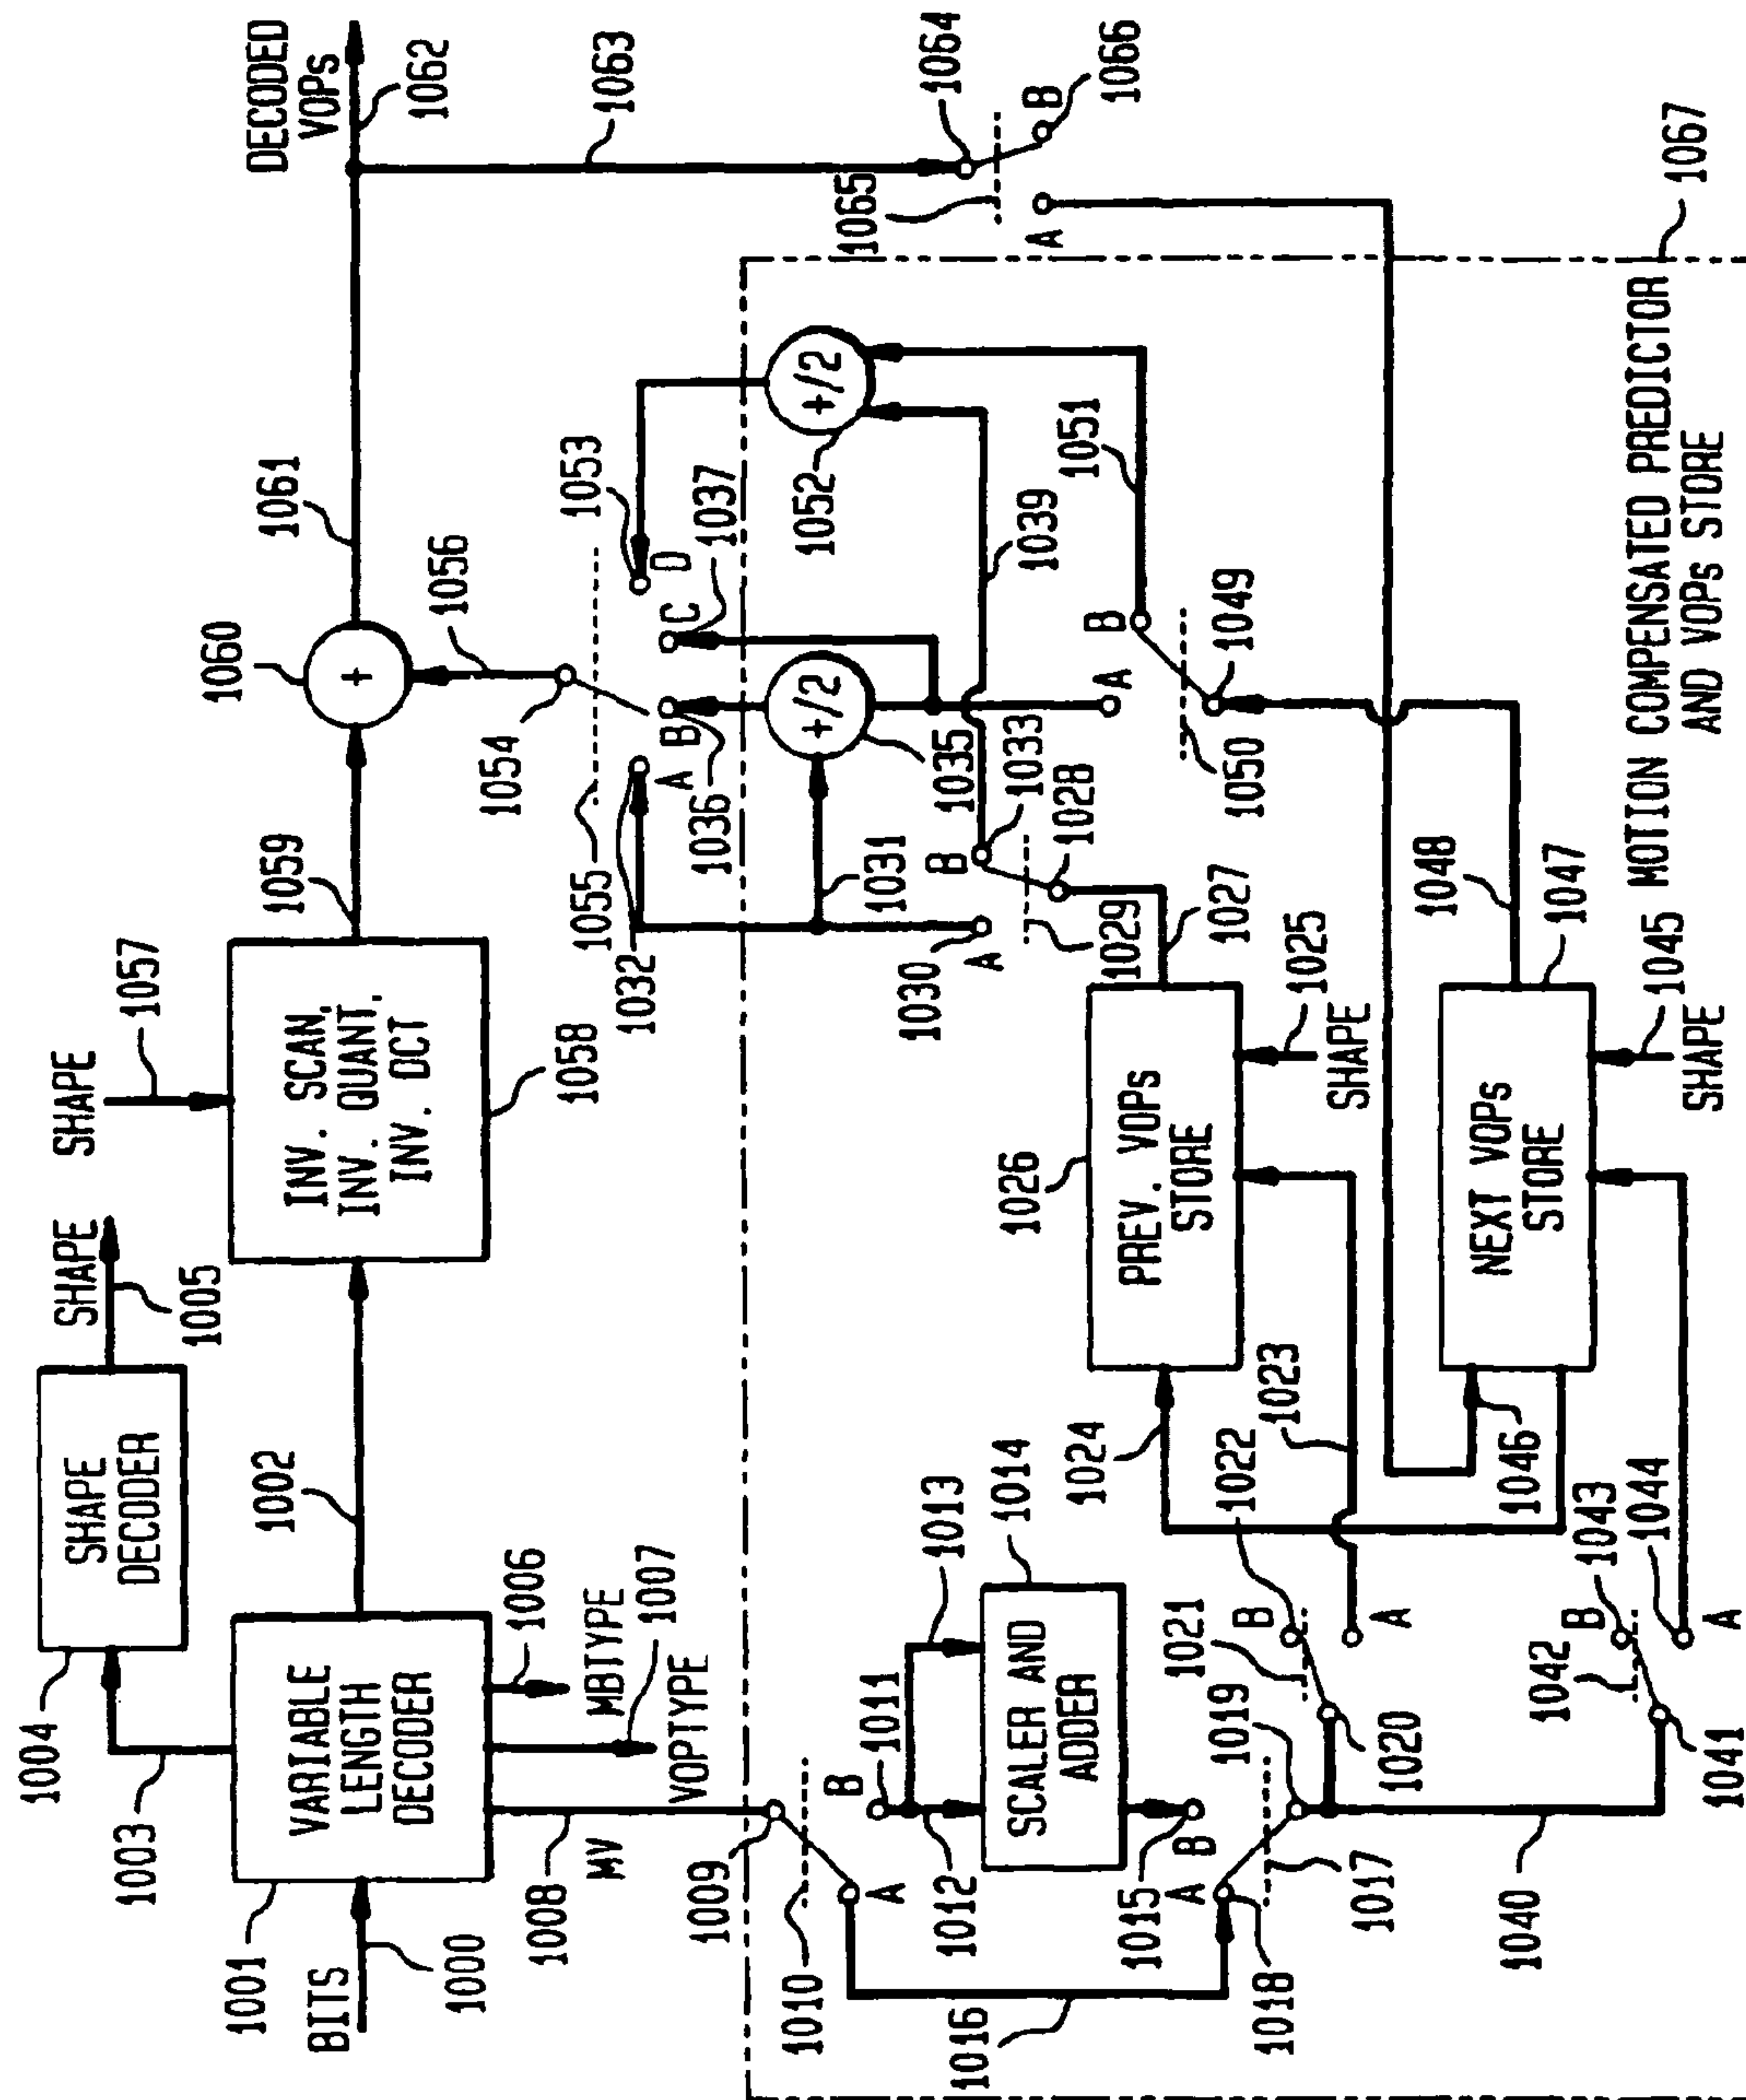 DECODED
VOPs
1062
1063
1064
1066
1065
A
B
1067
1061
1060
+
1056
1054
1055
1059
SHAPE
1057
INV. SCAN,
INV. QUANT.
INV. DCT
1058
SHAPE
1005
SHAPE
DECODER
1004
1003
1002
VARIABLE
LENGTH
DECODER
1001
BITS
1000
1006
MBTYPE
1007
VOPTYPE
1008
MV
1009
1010
A
B
1011
1012
1013
SCALER AND
ADDER
1014
1015
B
A
1016
1018
1017
1019
1020
1021
B
1022
A
1023
1024
1040
1041
1042
B
1043
A
1044
1046
PREV. VOPs
STORE
1026
1025
SHAPE
1027
NEXT VOPs
STORE
1047
1045
SHAPE
1048
1028
1029
1030
A
B
1033
1031
1032
A
B
1036
C
1037
D
1053
+/2
1035
+/2
1052
1039
A
B
1049
1050
1051
MOTION COMPENSATED PREDICTOR
AND VOPs STORE